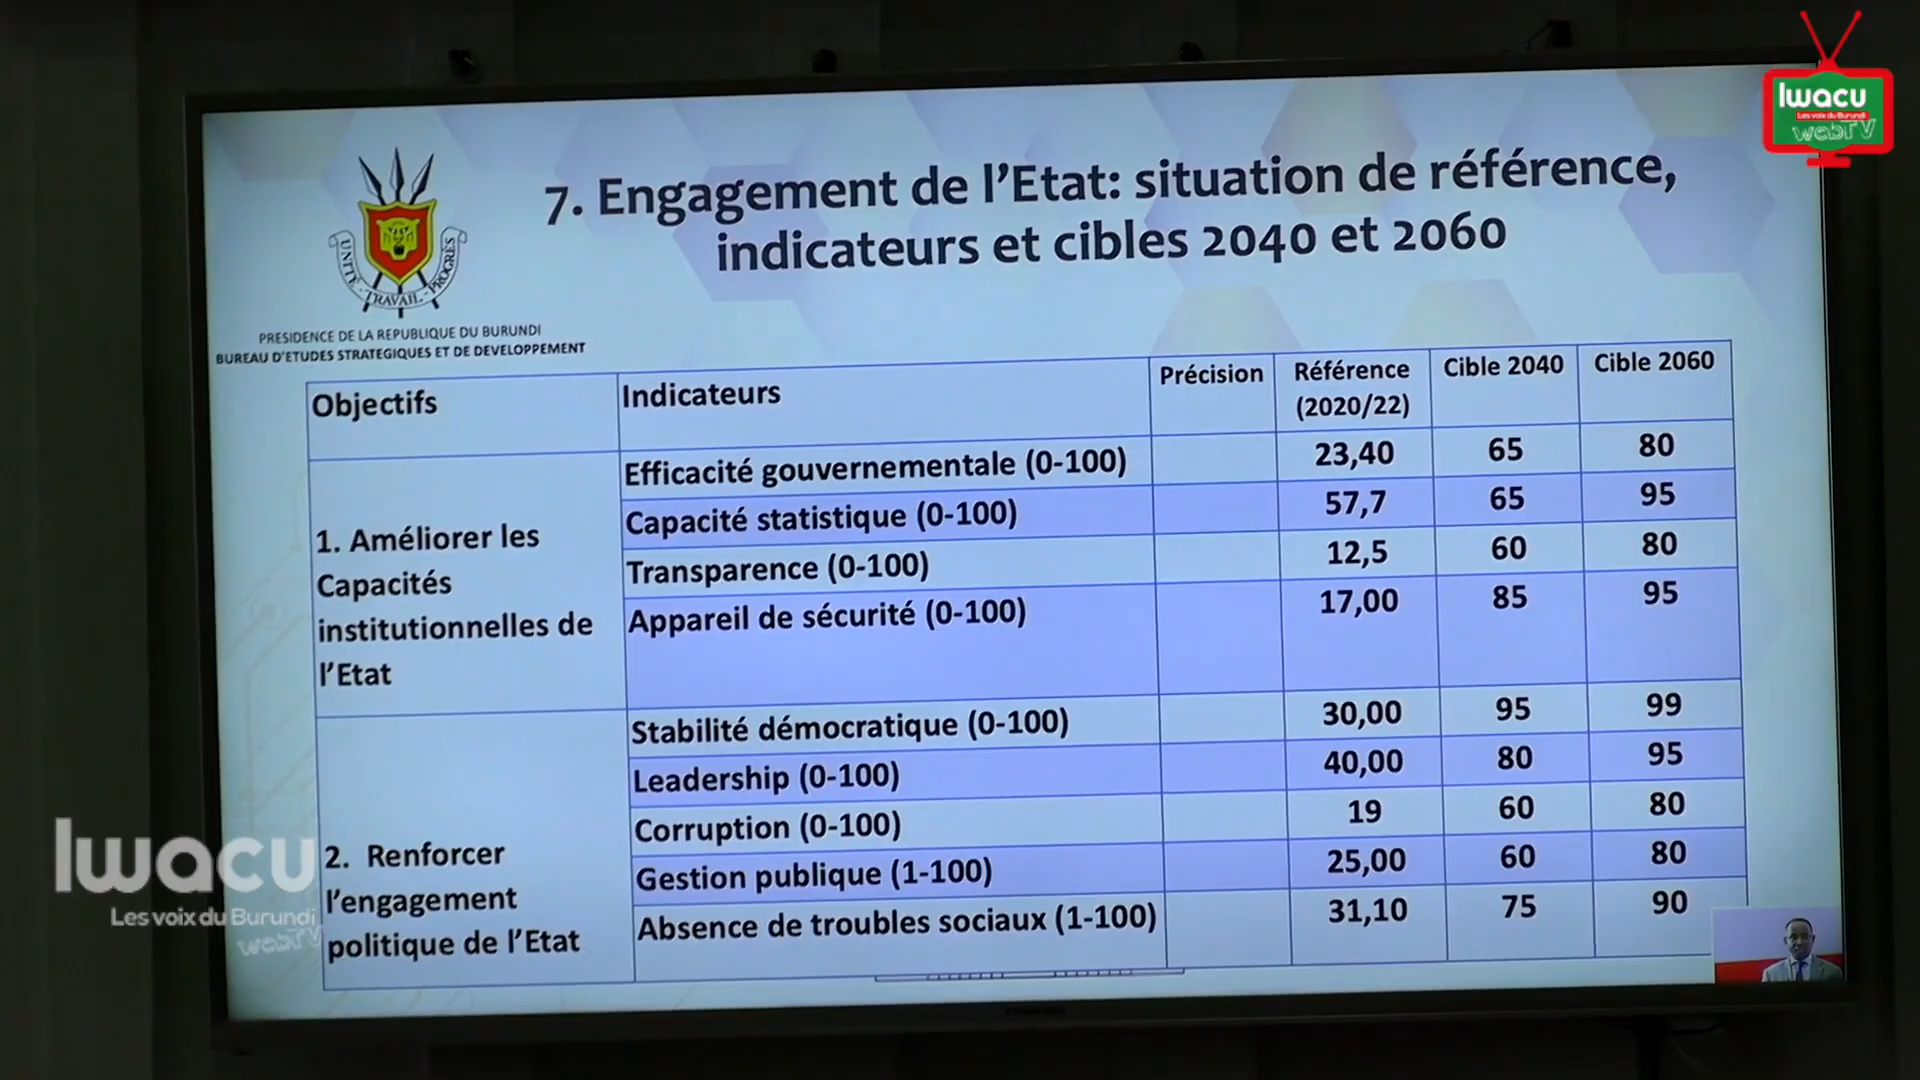 Iwacu
Les voix du Burundi
webTV
7. Engagement de l'Etat: situation de référence,
indicateurs et cibles 2040 et 2060
UNITE - TRAVAIL - PROGRES
PRESIDENCE DE LA REPUBLIQUE DU BURUNDI
BUREAU D'ETUDES STRATEGIQUES ET DE DEVELOPPEMENT
Objectifs Indicateurs Précision Référence (2020/22) Cible 2040 Cible 2060
1. Améliorer les
Capacités
institutionnelles de
l'Etat
Efficacité gouvernementale (0-100) 23,40 65 80
Capacité statistique (0-100) 57,7 65 95
Transparence (0-100) 12,5 60 80
Appareil de sécurité (0-100) 17,00 85 95
2. Renforcer
l'engagement
politique de l'Etat
Stabilité démocratique (0-100) 30,00 95 99
Leadership (0-100) 40,00 80 95
Corruption (0-100) 19 60 80
Gestion publique (1-100) 25,00 60 80
Absence de troubles sociaux (1-100) 31,10 75 90
Iwacu
Les voix du Burundi
webTV